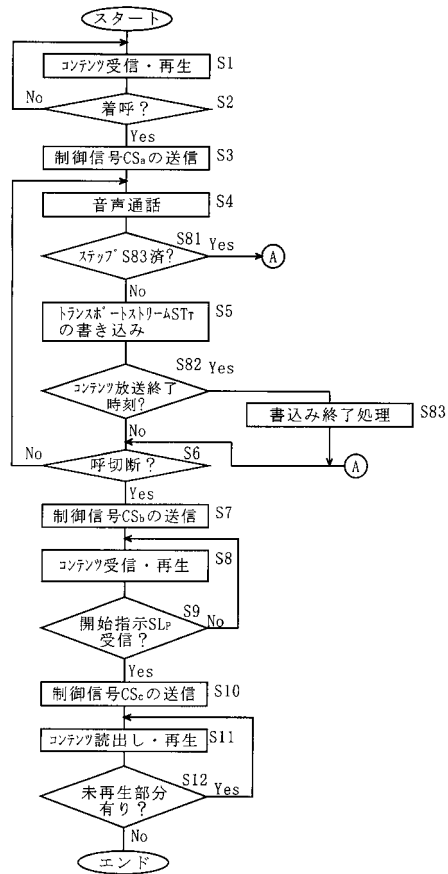 スタート
コンテンツ受信・再生 S1
No 着呼? S2
Yes
制御信号CSaの送信 S3
音声通話 S4
ステップS83済? S81 Yes A
No
トランスポートストリームSTT S5
の書き込み
S82 Yes
コンテンツ放送終了
時刻?
書込み終了処理 S83
No
No 呼切断? S6 A
Yes
制御信号CSbの送信 S7
コンテンツ受信・再生 S8
S9
開始指示SLP No
受信?
Yes
制御信号CScの送信 S10
コンテンツ読出し・再生 S11
S12
未再生部分 Yes
有り?
No
エンド